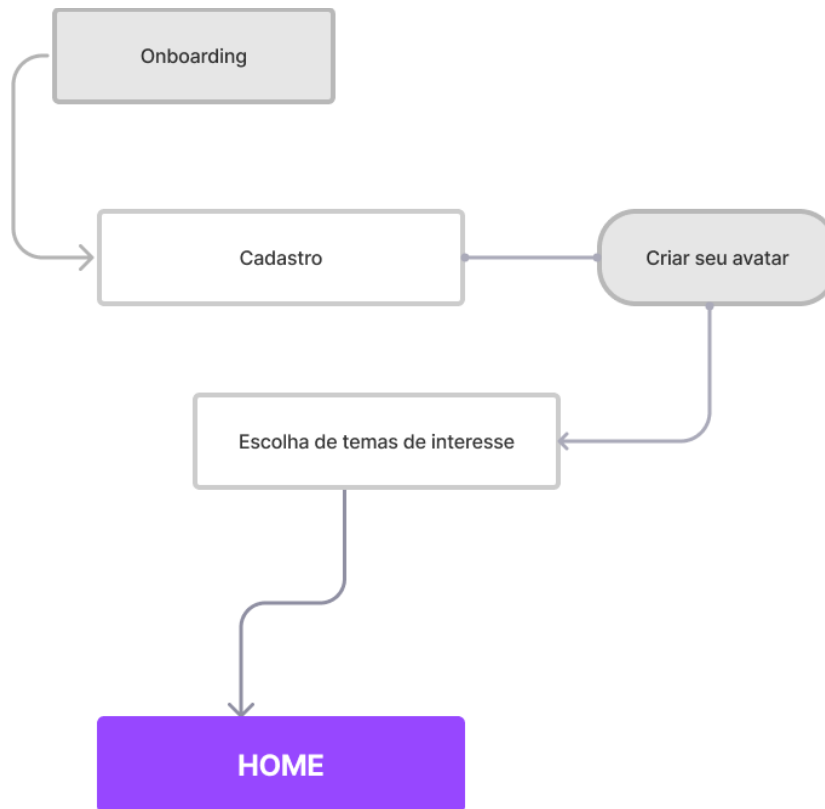 Onboarding
Cadastro
Criar seu avatar
Escolha de temas de interesse
HOME